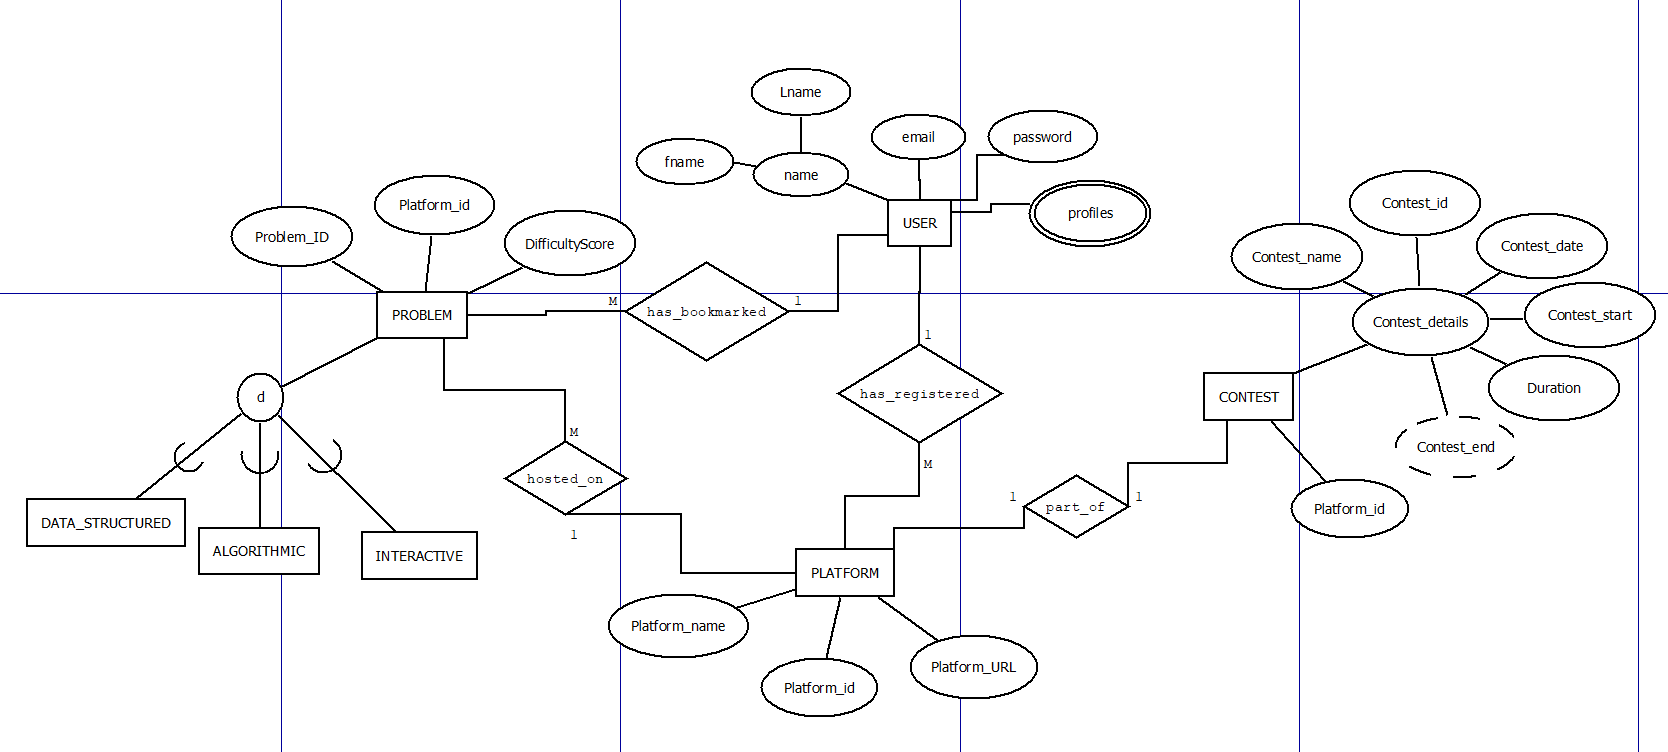 Lname
email
password
fname
name
profiles
Platform_id
Problem_ID
DifficultyScore
USER
Contest_id
Contest_name
Contest_date
M
has_bookmarked
1
PROBLEM
Contest_details
Contest_start
1
has_registered
M
Duration
CONTEST
Contest_end
d
M
hosted_on
1
1
part_of
1
Platform_id
DATA_STRUCTURED
ALGORITHMIC
INTERACTIVE
PLATFORM
Platform_name
Platform_id
Platform_URL